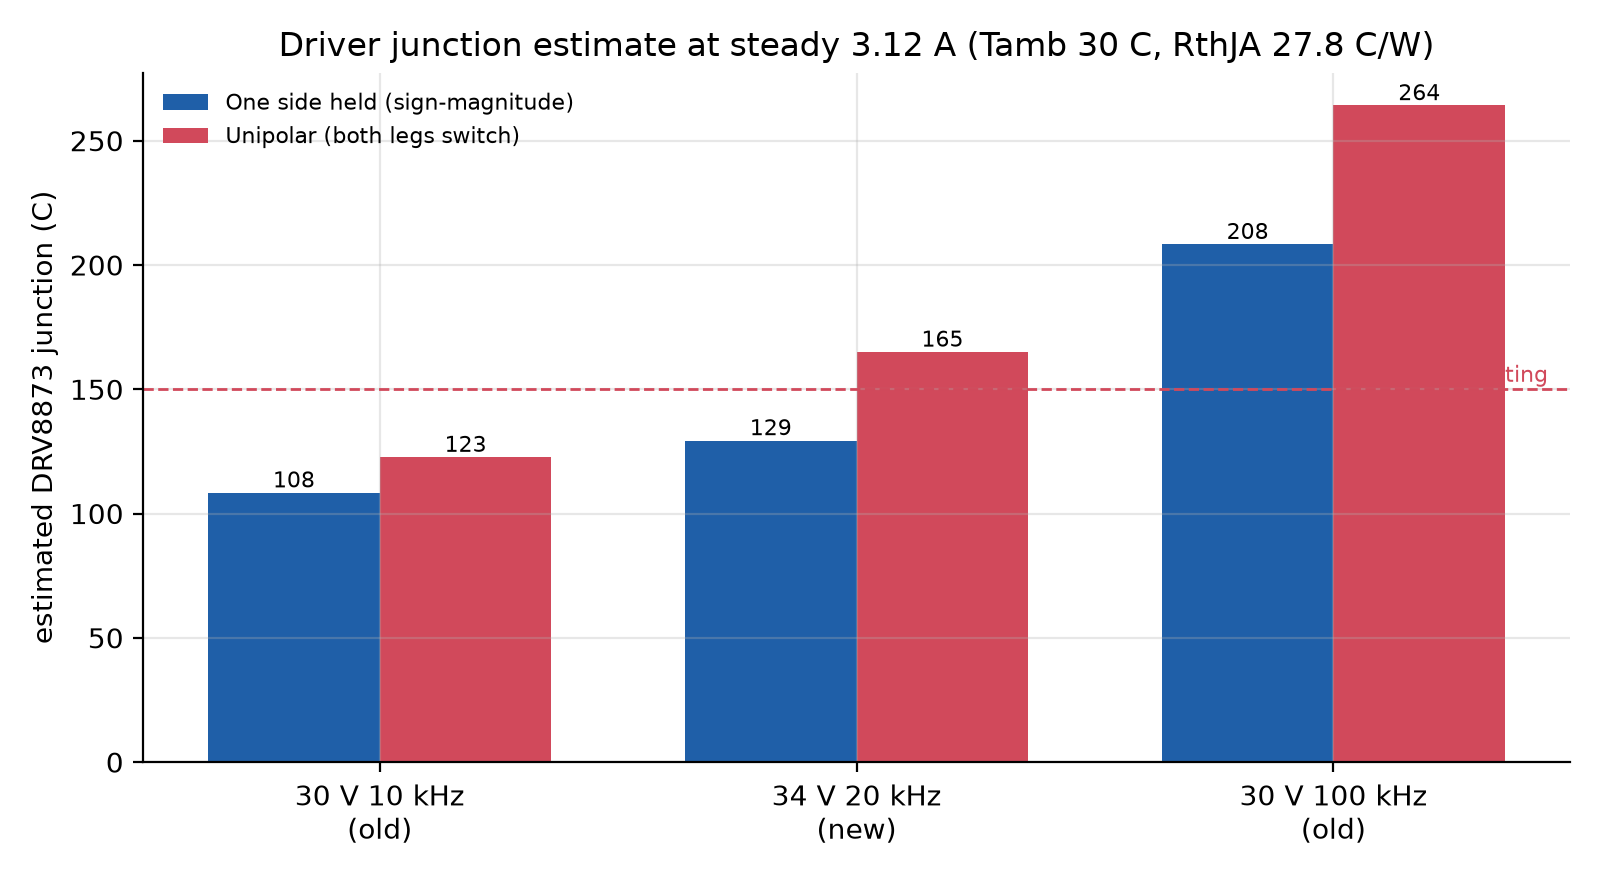 Driver junction estimate at steady 3.12 A (Tamb 30 C, RthJA 27.8 C/W)
One side held (sign-magnitude)
Unipolar (both legs switch)
estimated DRV8873 junction (C)
250
200
150
100
50
0
108
123
129
165
208
264
30 V 10 kHz
(old)
34 V 20 kHz
(new)
30 V 100 kHz
(old)